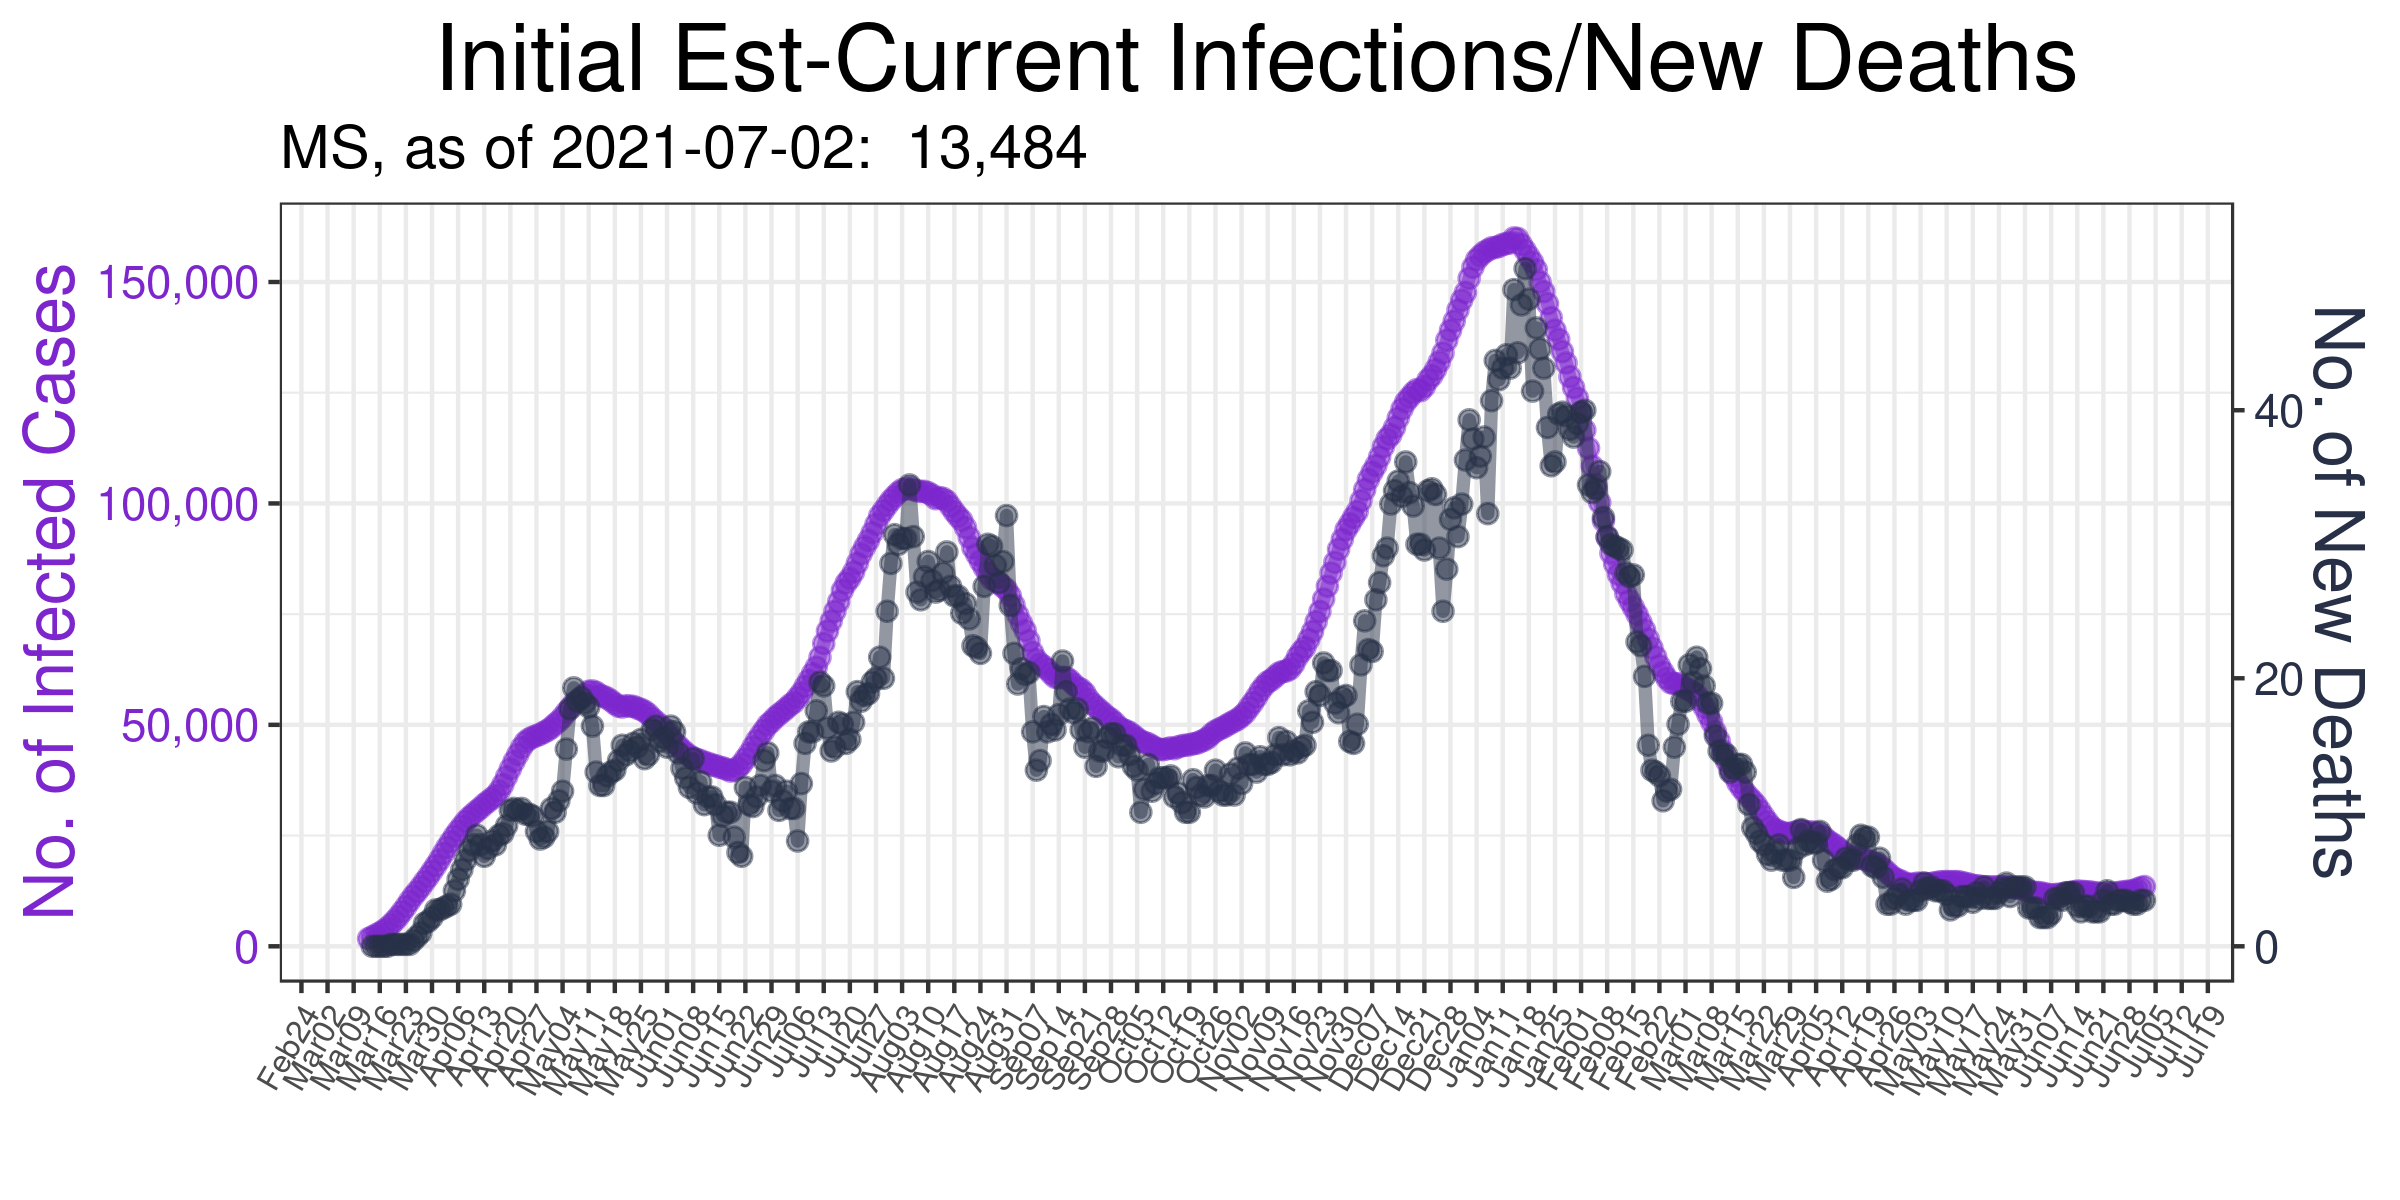 Initial Est-Current Infections/New Deaths
MS, as of 2021-07-02:  13,484
No. of Infected Cases
150,000
100,000
50,000
0
No. of New Deaths
40
20
0
Feb24
Mar02
Mar09
Mar16
Mar23
Mar30
Apr06
Apr13
Apr20
Apr27
May04
May11
May18
May25
Jun01
Jun08
Jun15
Jun22
Jun29
Jul06
Jul13
Jul20
Jul27
Aug03
Aug10
Aug17
Aug24
Aug31
Sep07
Sep14
Sep21
Sep28
Oct05
Oct12
Oct19
Oct26
Nov02
Nov09
Nov16
Nov23
Nov30
Dec07
Dec14
Dec21
Dec28
Jan04
Jan11
Jan18
Jan25
Feb01
Feb08
Feb15
Feb22
Mar01
Mar08
Mar15
Mar22
Mar29
Apr05
Apr12
Apr19
Apr26
May03
May10
May17
May24
May31
Jun07
Jun14
Jun21
Jun28
Jul05
Jul12
Jul19